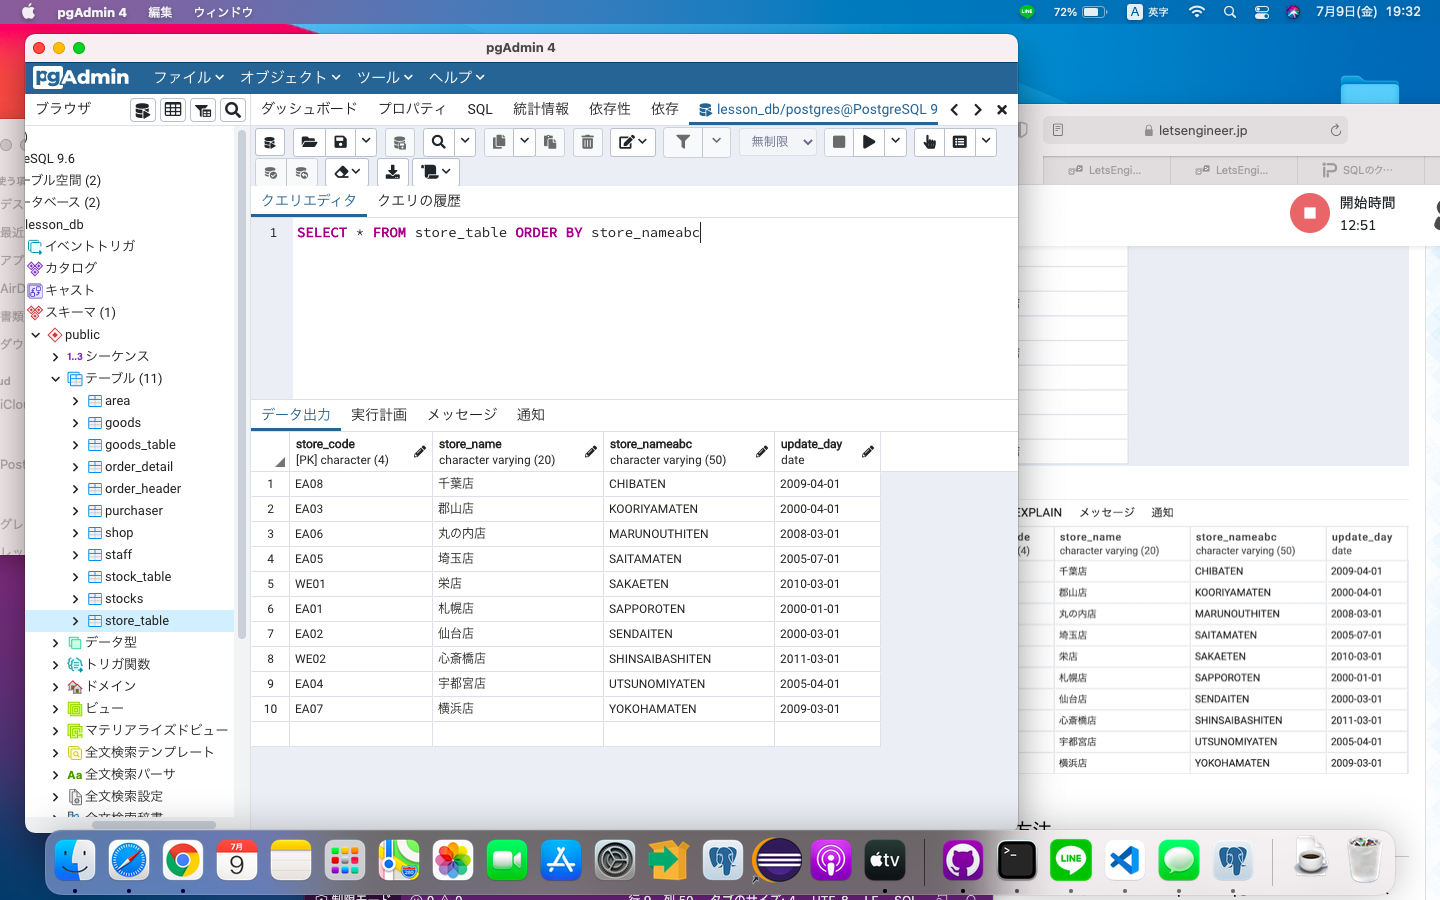 pgAdmin 4 編集 ウィンドウ
72% A 英字 7月9日(金) 19:32
pgAdmin 4
pgAdmin ファイル オブジェクト ツール ヘルプ
ブラウザ
ダッシュボード プロパティ SQL 統計情報 依存性 依存 lesson_db/postgres@PostgreSQL 9
無制限
クエリエディタ クエリの履歴
1 SELECT * FROM store_table ORDER BY store_nameabc
eSQL 9.6
ーブル空間 (2)
ータベース (2)
lesson_db
イベントトリガ
カタログ
キャスト
スキーマ (1)
public
1..3 シーケンス
テーブル (11)
area
goods
goods_table
order_detail
order_header
purchaser
shop
staff
stock_table
stocks
store_table
データ型
トリガ関数
ドメイン
ビュー
マテリアライズドビュー
全文検索テンプレート
Aa 全文検索パーサ
全文検索設定
全文検索辞書
データ出力 実行計画 メッセージ 通知
store_code store_name store_nameabc update_day
[PK] character (4) character varying (20) character varying (50) date
1 EA08 千葉店 CHIBATEN 2009-04-01
2 EA03 郡山店 KOORIYAMATEN 2000-04-01
3 EA06 丸の内店 MARUNOUTHITEN 2008-03-01
4 EA05 埼玉店 SAITAMATEN 2005-07-01
5 WE01 栄店 SAKAETEN 2010-03-01
6 EA01 札幌店 SAPPOROTEN 2000-01-01
7 EA02 仙台店 SENDAITEN 2000-03-01
8 WE02 心斎橋店 SHINSAIBASHITEN 2011-03-01
9 EA04 宇都宮店 UTSUNOMIYATEN 2005-04-01
10 EA07 横浜店 YOKOHAMATEN 2009-03-01
letsengineer.jp
LetsEngi... LetsEngi... SQLのク…
開始時間
12:51
EXPLAIN メッセージ 通知
de store_name store_nameabc update_day
(4) character varying (20) character varying (50) date
千葉店 CHIBATEN 2009-04-01
郡山店 KOORIYAMATEN 2000-04-01
丸の内店 MARUNOUTHITEN 2008-03-01
埼玉店 SAITAMATEN 2005-07-01
栄店 SAKAETEN 2010-03-01
札幌店 SAPPOROTEN 2000-01-01
仙台店 SENDAITEN 2000-03-01
心斎橋店 SHINSAIBASHITEN 2011-03-01
宇都宮店 UTSUNOMIYATEN 2005-04-01
横浜店 YOKOHAMATEN 2009-03-01
方法
7月
9
tv
LINE